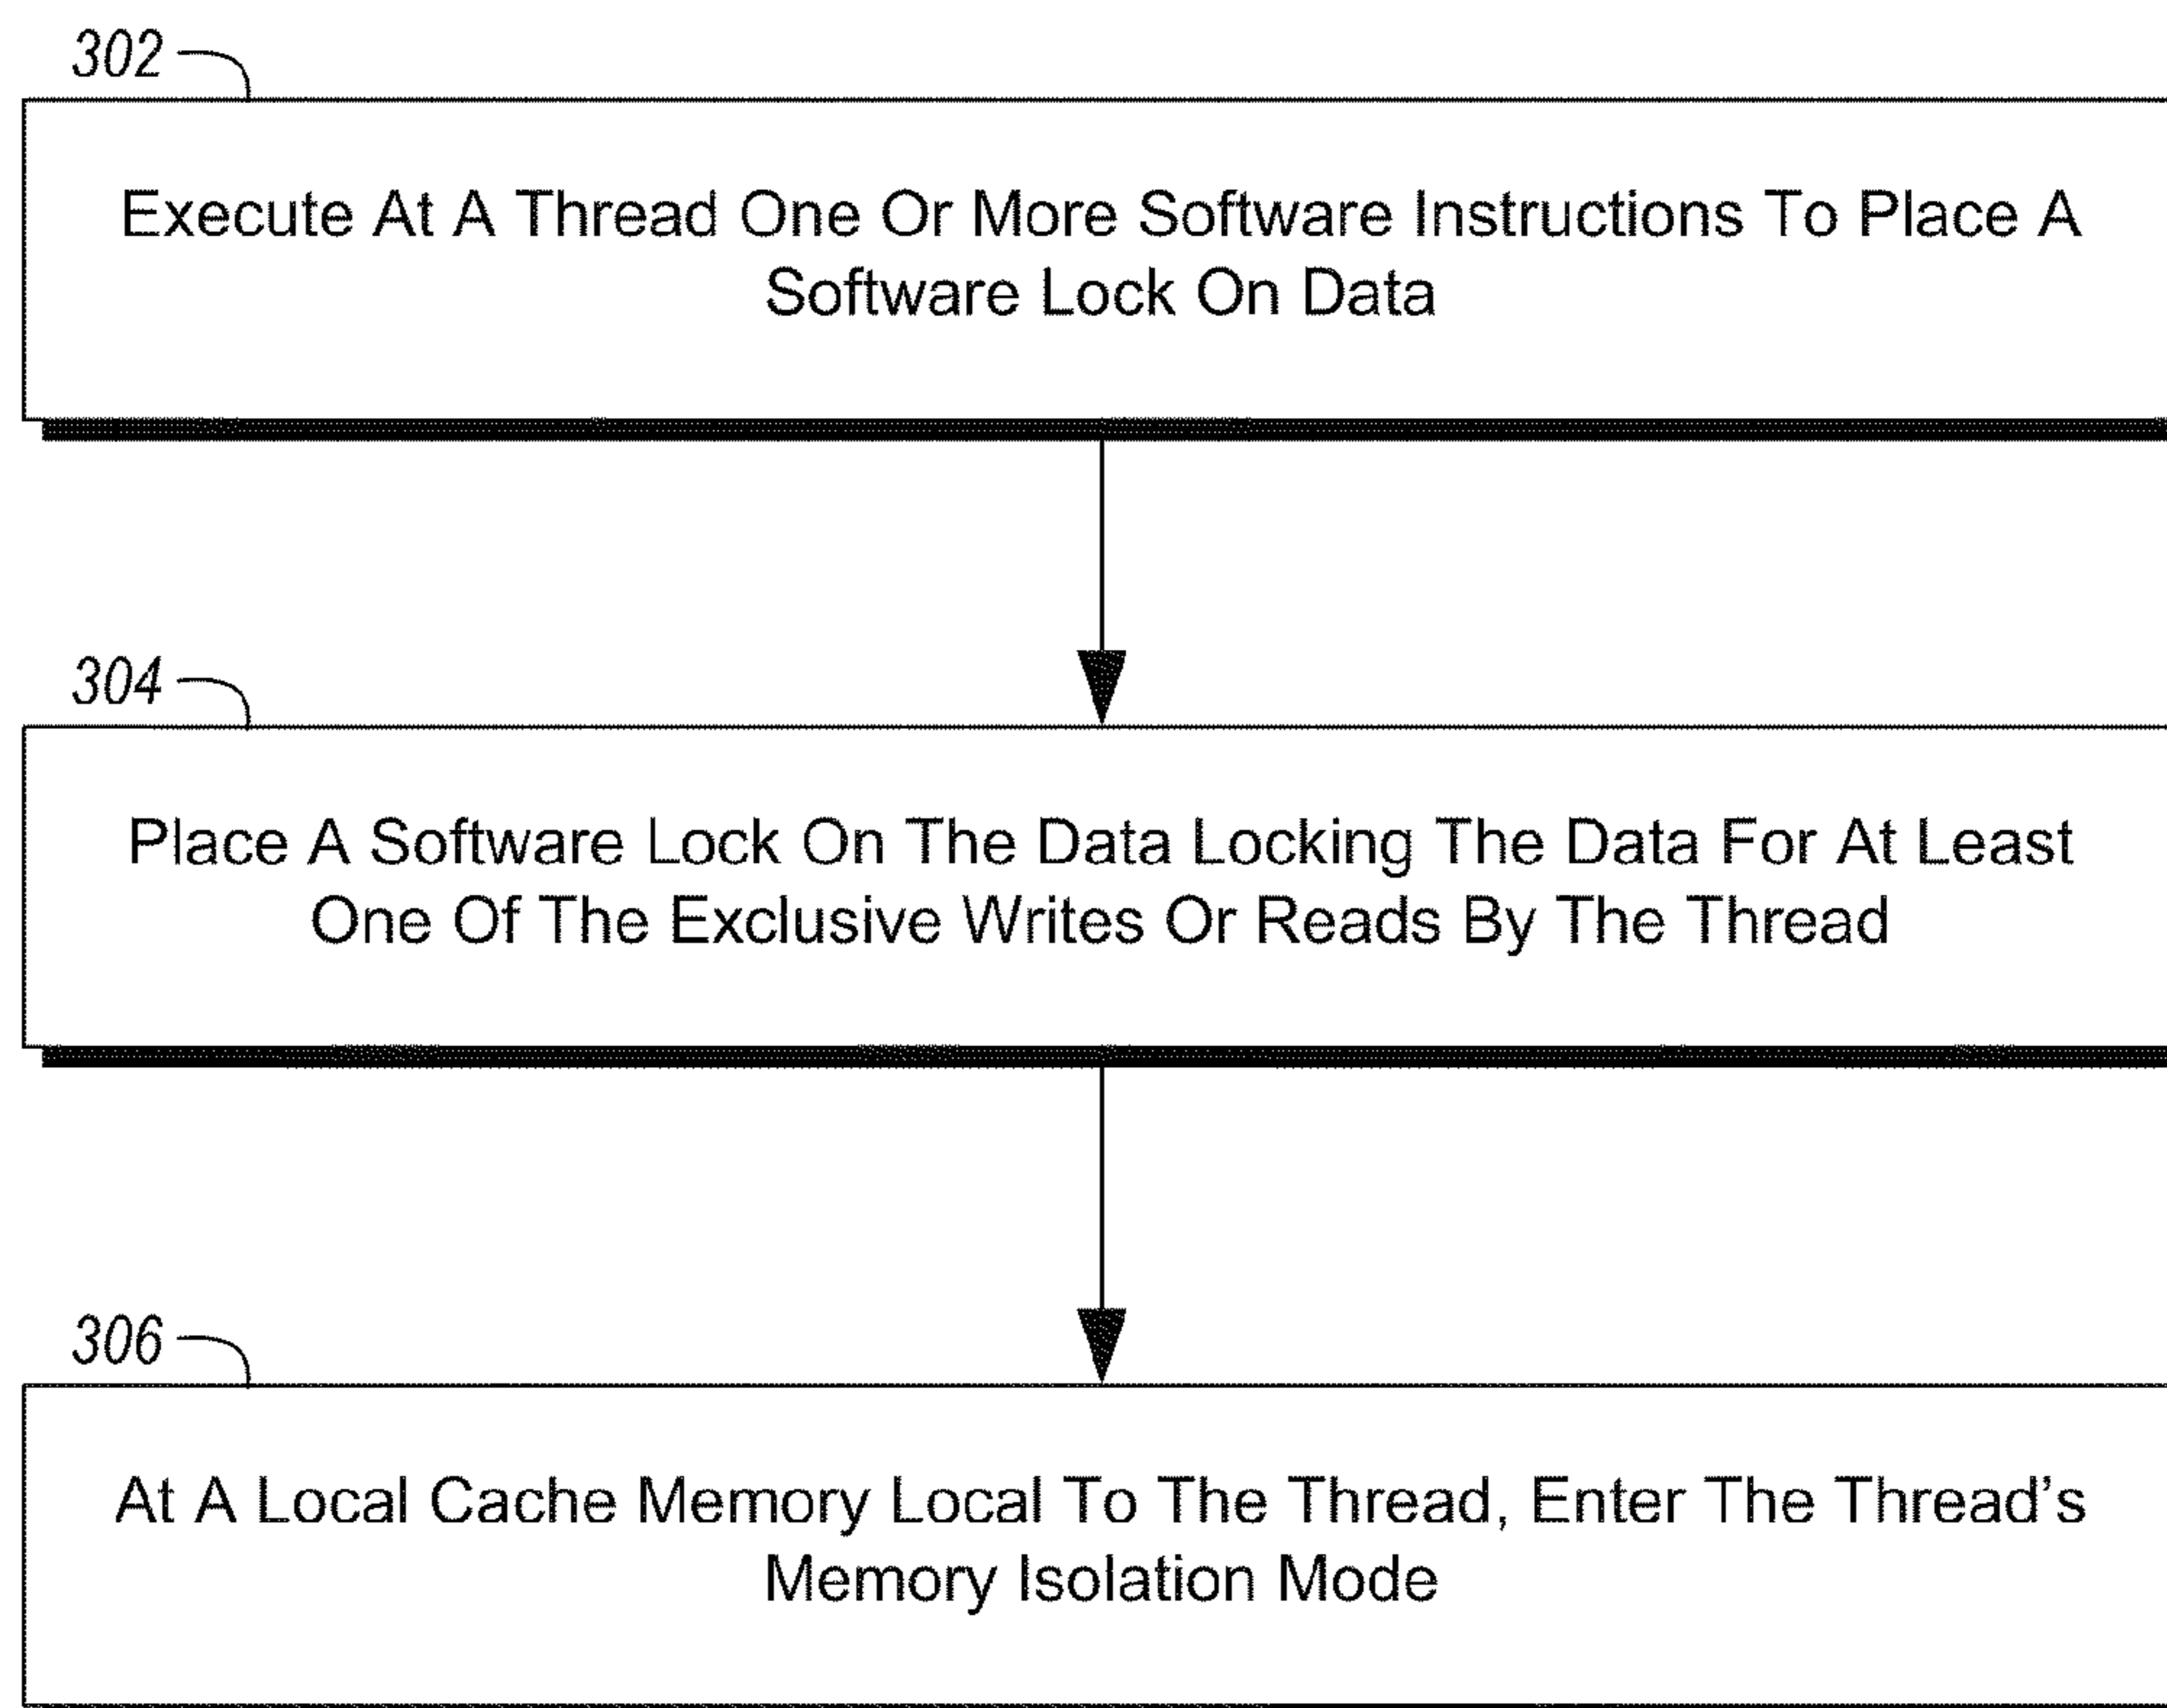 302
Execute At A Thread One Or More Software Instructions To Place A
Software Lock On Data
304
Place A Software Lock On The Data Locking The Data For At Least
One Of The Exclusive Writes Or Reads By The Thread
306
At A Local Cache Memory Local To The Thread, Enter The Thread's
Memory Isolation Mode